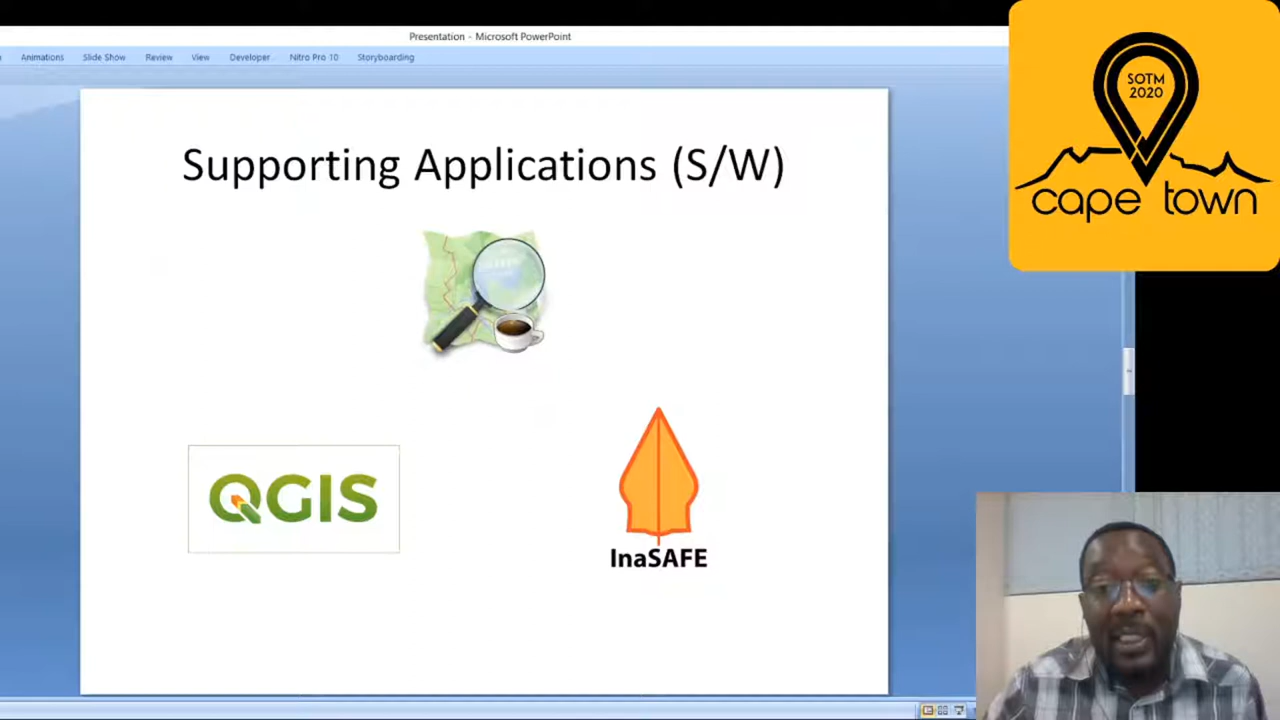 Presentation - Microsoft PowerPoint
Animations Slide Show Review View Developer Nitro Pro 10 Storyboarding
SOTM
2020
cape town
Supporting Applications (S/W)
QGIS
InaSAFE